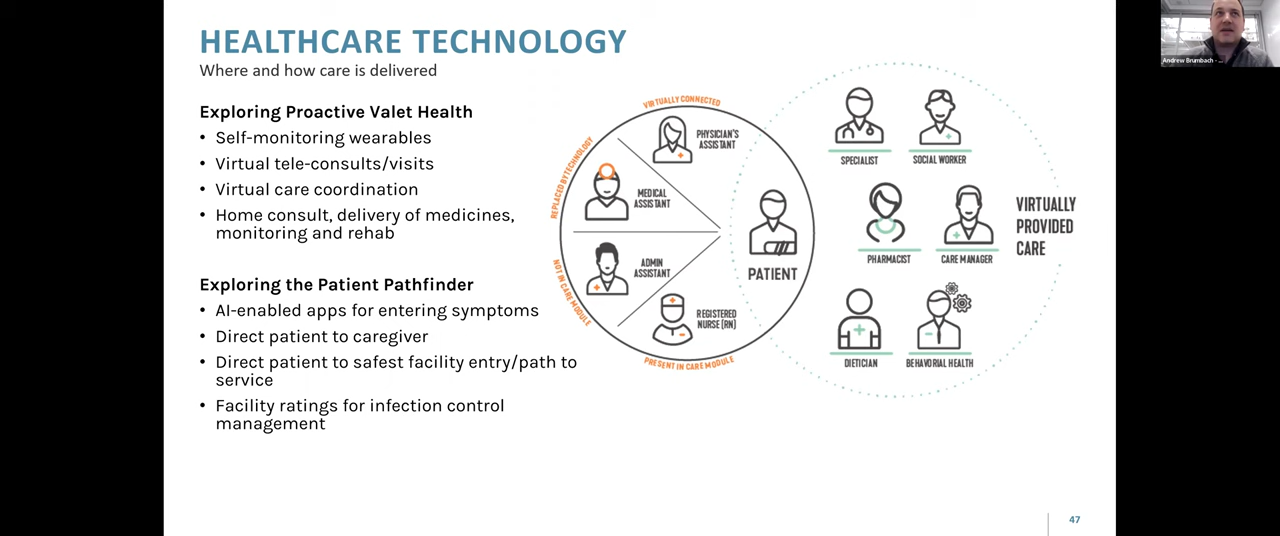 HEALTHCARE TECHNOLOGY
Where and how care is delivered
Exploring Proactive Valet Health
• Self-monitoring wearables
• Virtual tele-consults/visits
• Virtual care coordination
• Home consult, delivery of medicines,
monitoring and rehab
Exploring the Patient Pathfinder
• AI-enabled apps for entering symptoms
• Direct patient to caregiver
• Direct patient to safest facility entry/path to
service
• Facility ratings for infection control
management
VIRTUALLY CONNECTED
PHYSICIAN'S
ASSISTANT
REPLACED BY TECHNOLOGY
MEDICAL
ASSISTANT
NOT IN CARE MODULE
ADMIN
ASSISTANT
PRESENT IN CARE MODULE
REGISTERED
NURSE (RN)
PATIENT
SPECIALIST
SOCIAL WORKER
PHARMACIST
CARE MANAGER
DIETICIAN
BEHAVORIAL HEALTH
VIRTUALLY
PROVIDED
CARE
47
Andrew Brumbach - ...